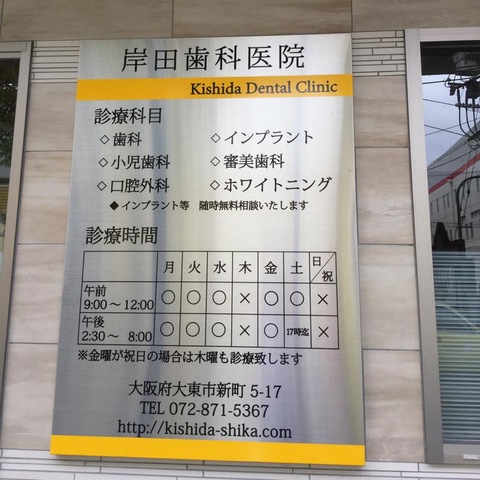 岸田歯科医院
Kishida Dental Clinic
診療科目
◇歯科 ◇インプラント
◇小児歯科 ◇審美歯科
◇口腔外科 ◇ホワイトニング
◆インプラント等 随時無料相談いたします
診療時間
月 火 水 木 金 土 日/祝
午前
9:00～12:00 ○ ○ ○ × ○ ○ ×
午後
2:30～ 8:00 ○ ○ ○ × ○ 17時迄 ×
※金曜が祝日の場合は木曜も診療致します
大阪府大東市新町 5-17
TEL 072-871-5367
http://kishida-shika.com